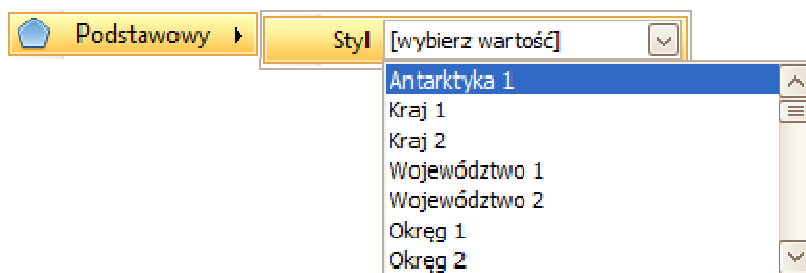 Podstawowy Styl [wybierz wartość]
Antarktyka 1
Kraj 1
Kraj 2
Województwo 1
Województwo 2
Okręg 1
Okręg 2